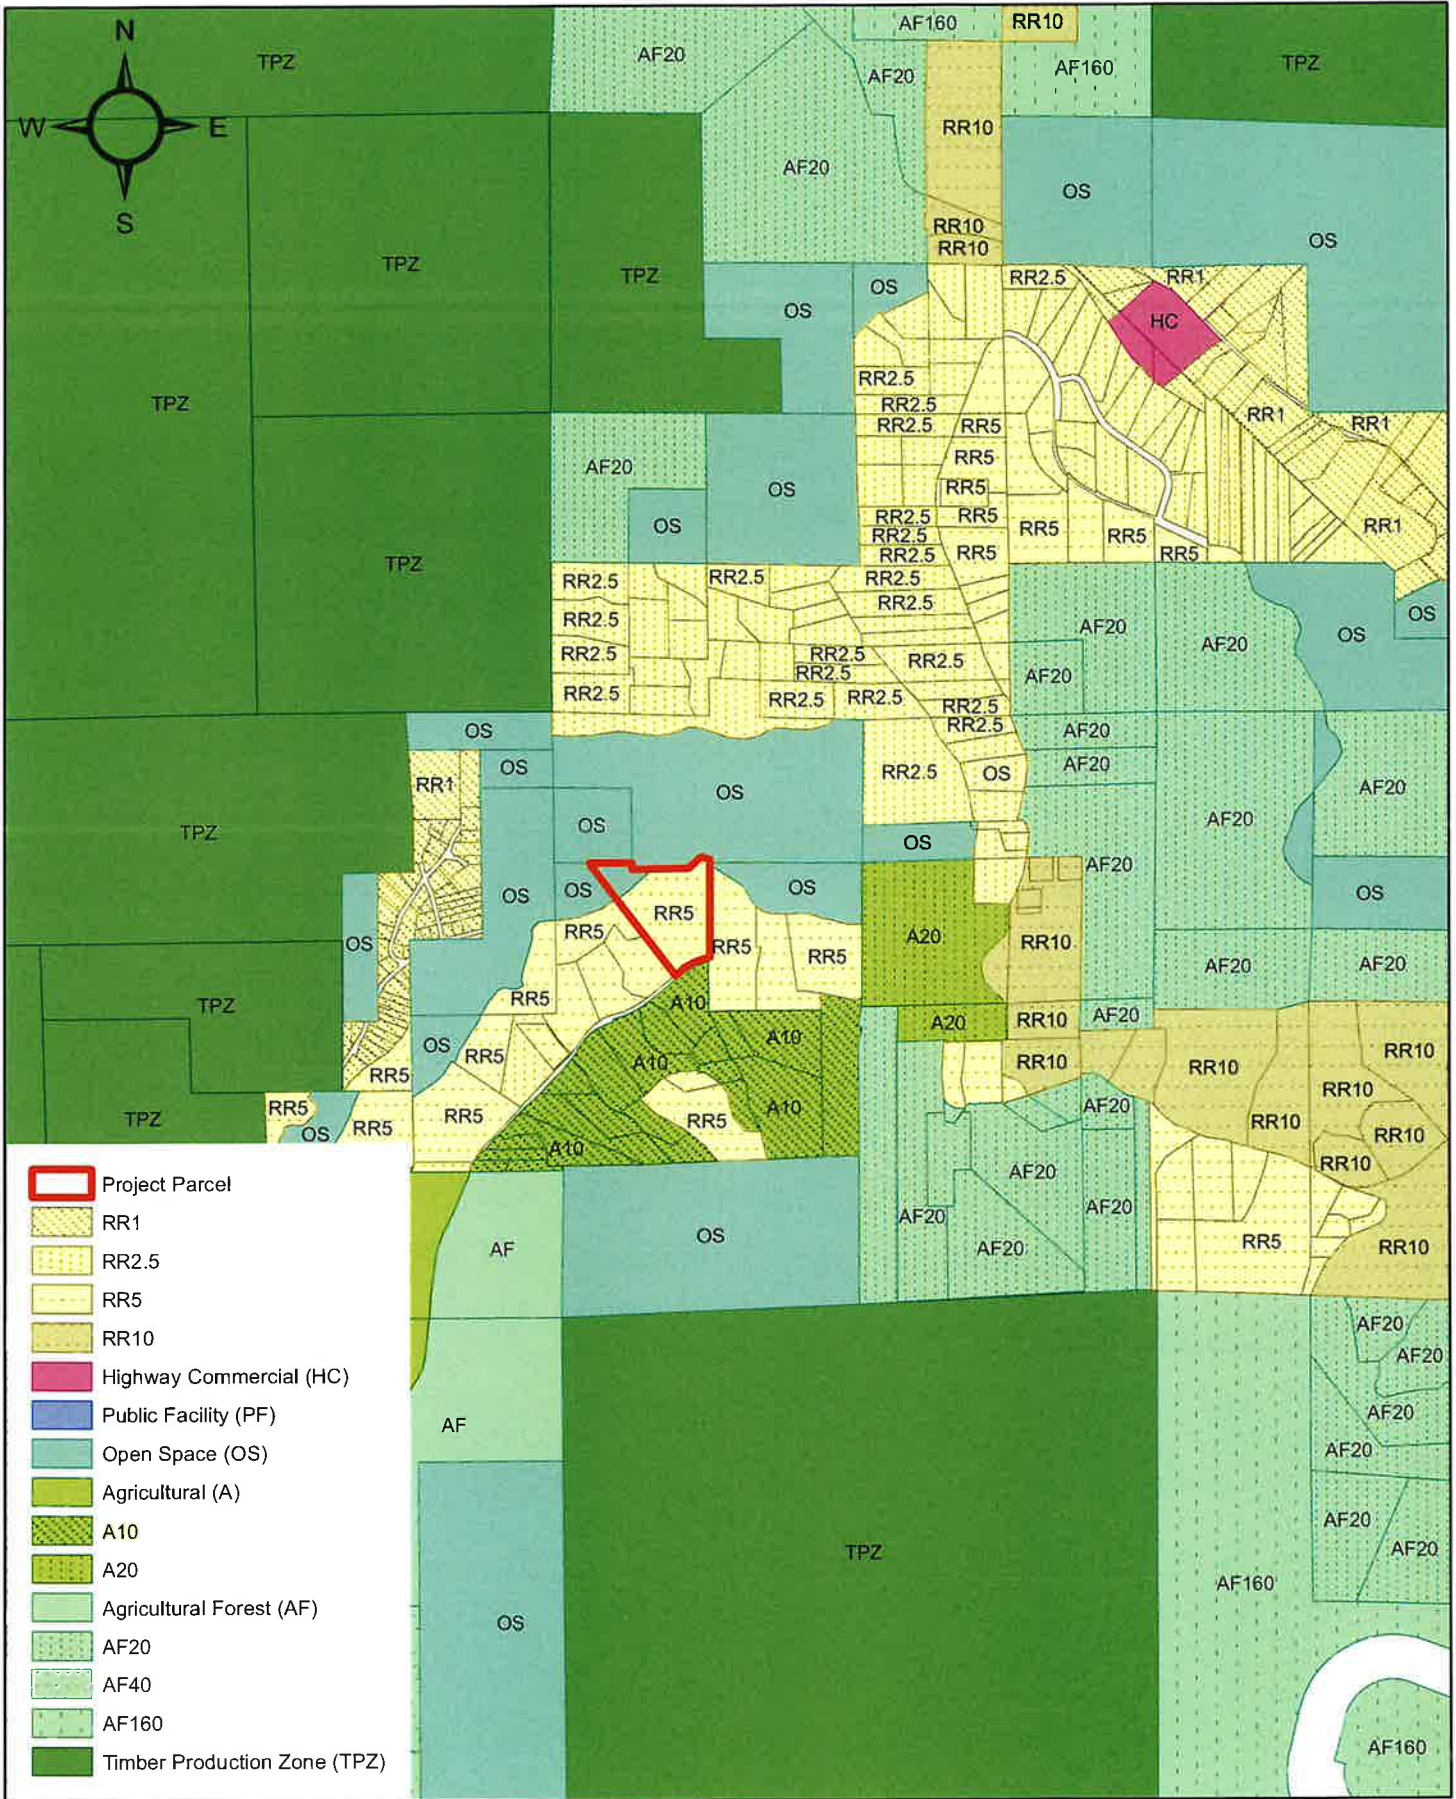 N
W E
S
TPZ
AF20
AF160
RR10
AF20
AF160
TPZ
RR10
AF20
OS
OS
RR10
RR10
TPZ
TPZ
OS
OS
RR2.5
RR1
HC
TPZ
RR2.5
RR2.5
RR2.5
RR5
RR1
RR1
AF20
OS
RR5
RR5
OS
RR2.5
RR5
RR5
RR5
RR1
RR2.5
RR2.5
RR5
RR5
TPZ
RR2.5
RR2.5
RR2.5
RR2.5
RR2.5
AF20
AF20
OS
OS
RR2.5
RR2.5
RR2.5
RR2.5
AF20
RR2.5
RR2.5
RR2.5
RR2.5
RR2.5
OS
AF20
OS
RR2.5
OS
AF20
RR1
OS
AF20
AF20
TPZ
OS
OS
AF20
OS
OS
OS
RR5
OS
OS
RR5
RR5
RR5
A20
RR10
OS
AF20
AF20
TPZ
RR5
A10
A20
RR10
AF20
OS
RR5
A10
A10
RR10
RR10
RR10
RR5
RR10
RR5
OS
RR5
RR5
RR5
A10
AF20
RR10
RR10
TPZ
A10
RR10
AF20
AF20
AF20
AF
OS
AF20
RR5
RR10
AF20
AF20
AF
AF20
AF20
AF20
AF20
TPZ
AF160
OS
AF160
Project Parcel
RR1
RR2.5
RR5
RR10
Highway Commercial (HC)
Public Facility (PF)
Open Space (OS)
Agricultural (A)
A10
A20
Agricultural Forest (AF)
AF20
AF40
AF160
Timber Production Zone (TPZ)